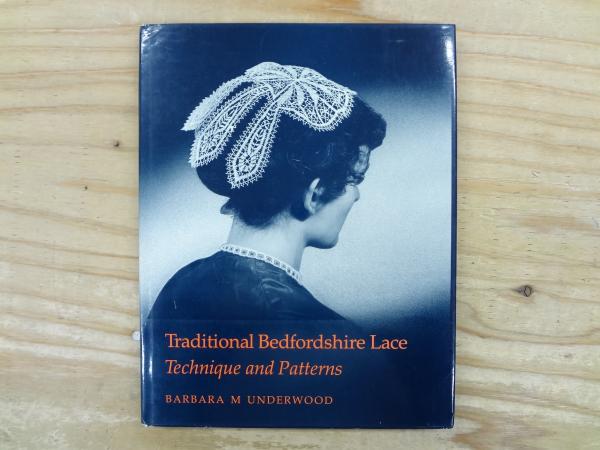 Traditional Bedfordshire Lace
Technique and Patterns
BARBARA M UNDERWOOD